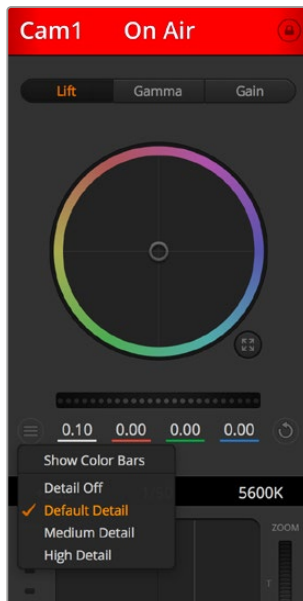 Cam1 On Air
Lift Gamma Gain
0.10 0.00 0.00 0.00
Show Color Bars
Detail Off
5600K
Default Detail
Medium Detail
High Detail
ZOOM
T